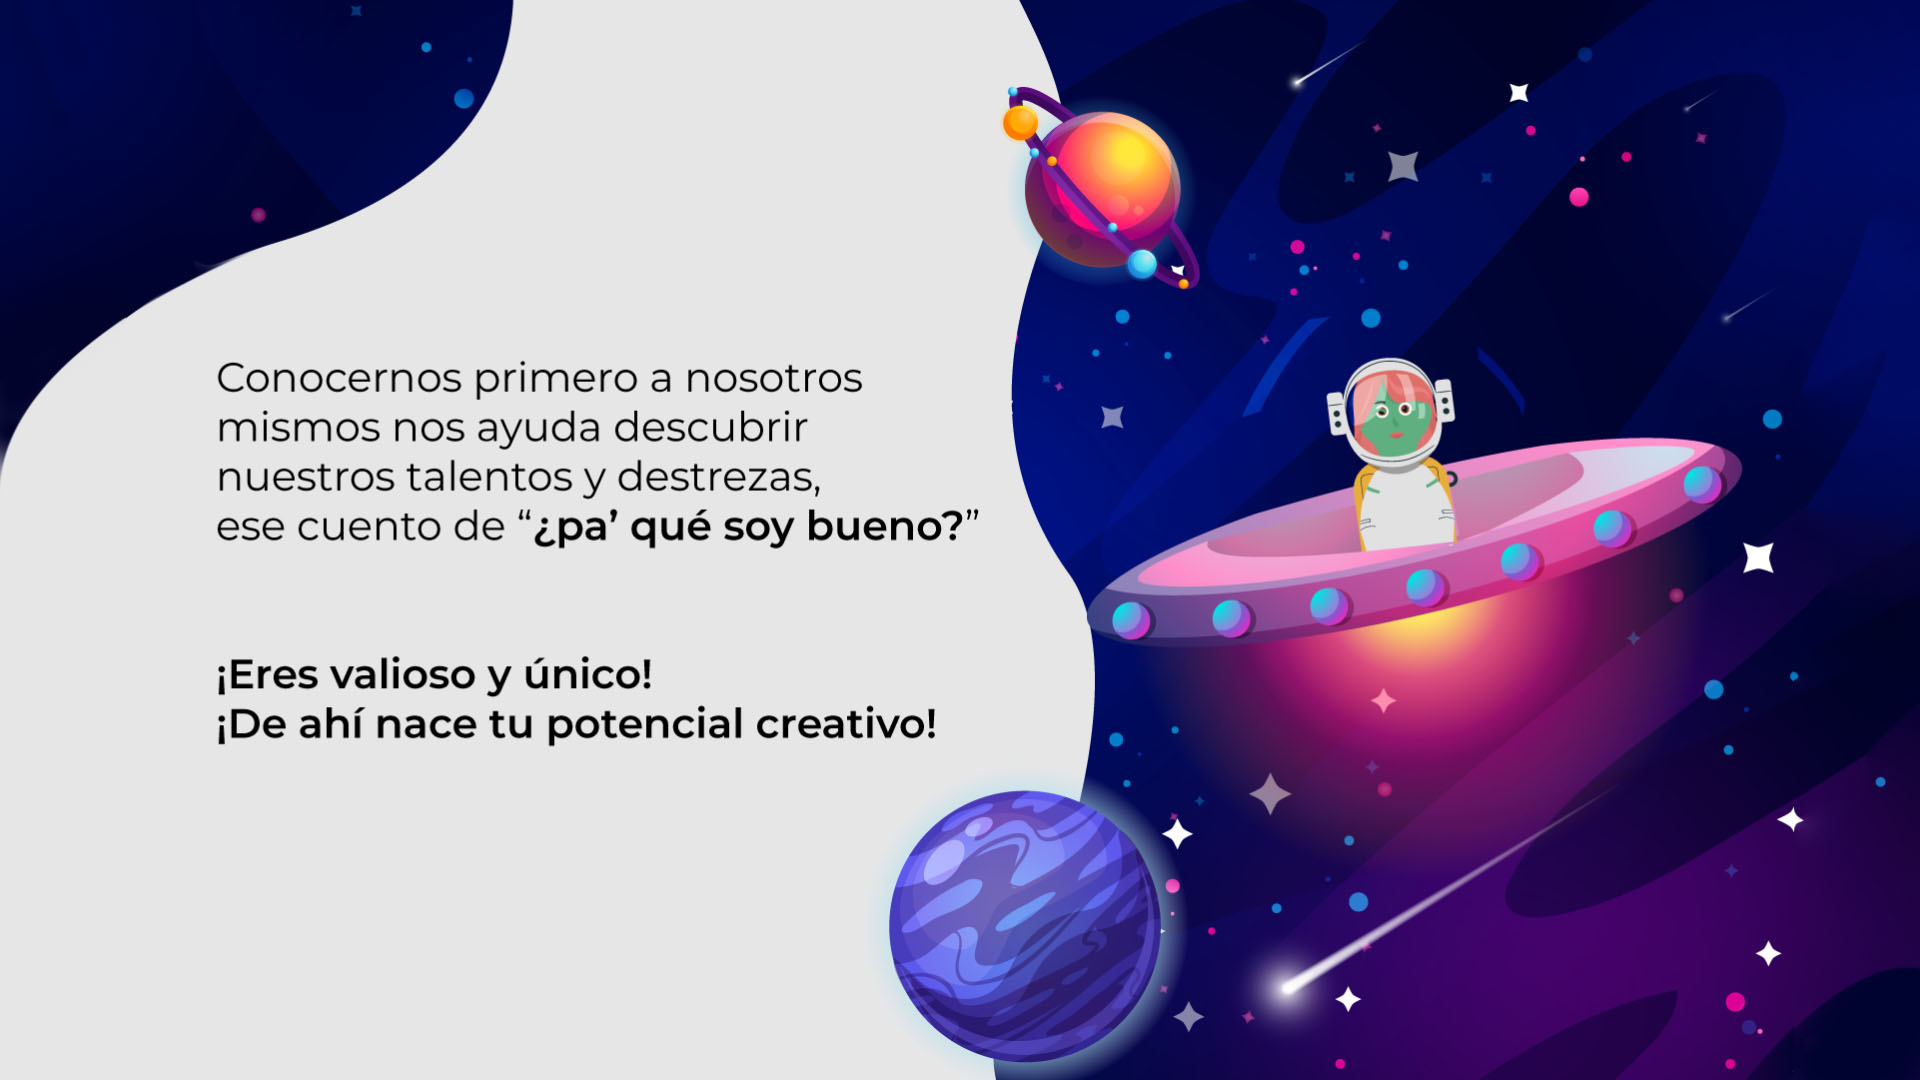 Conocernos primero a nosotros
mismos nos ayuda descubrir
nuestros talentos y destrezas,
ese cuento de “¿pa’ qué soy bueno?”
¡Eres valioso y único!
¡De ahí nace tu potencial creativo!